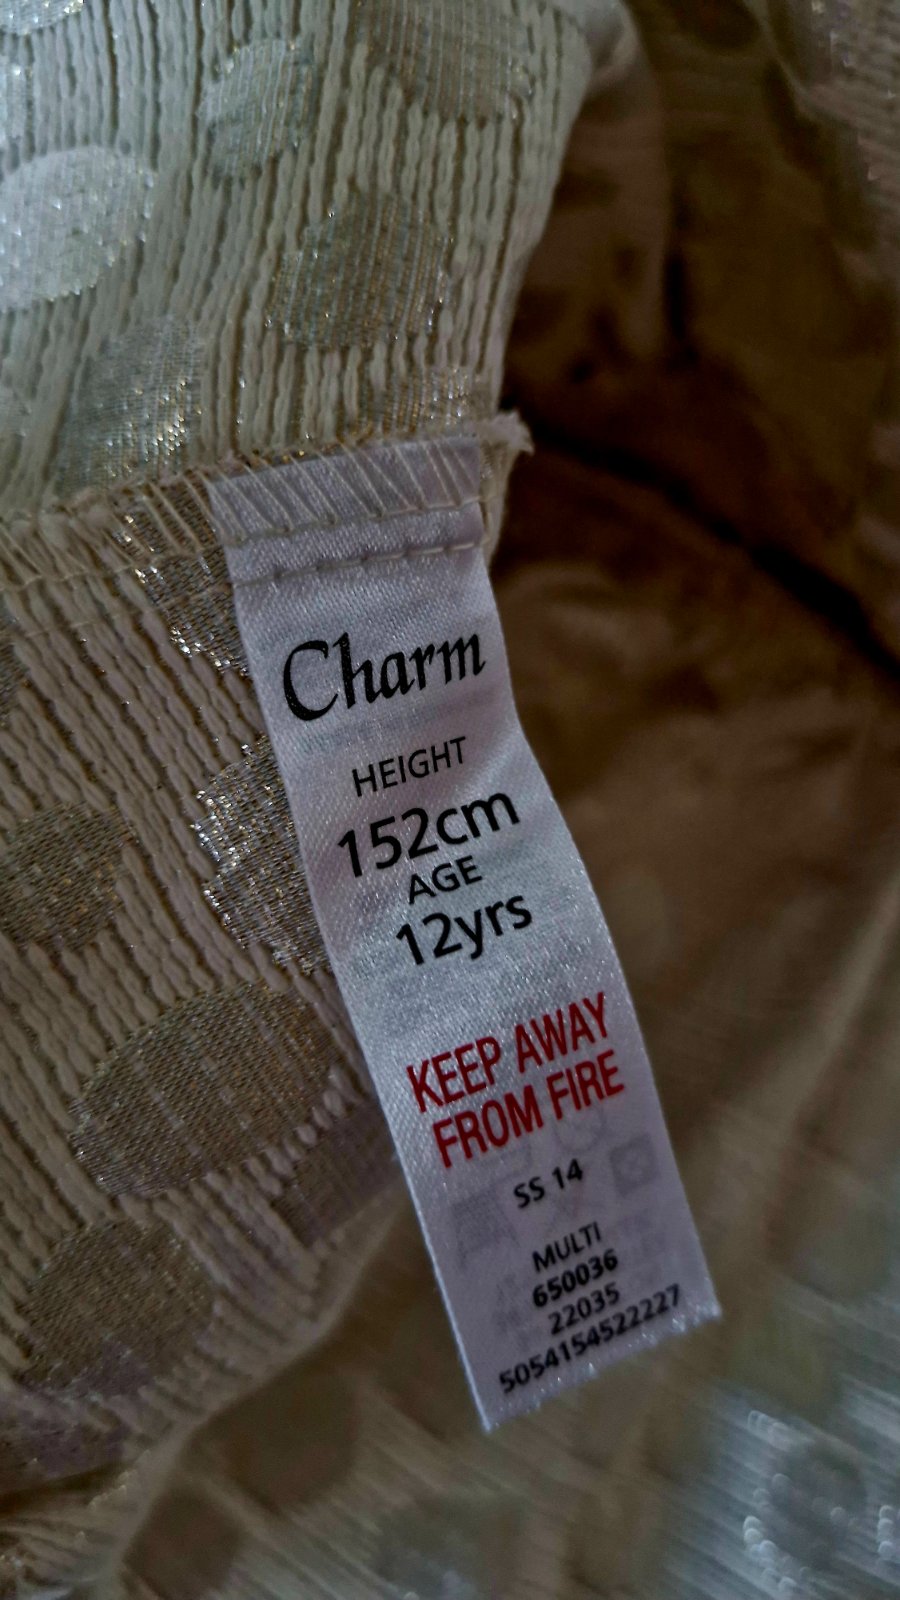 Charm
HEIGHT
152cm
AGE
12yrs
KEEP AWAY
FROM FIRE
SS 14
MULTI
650036
22035
5054154522227